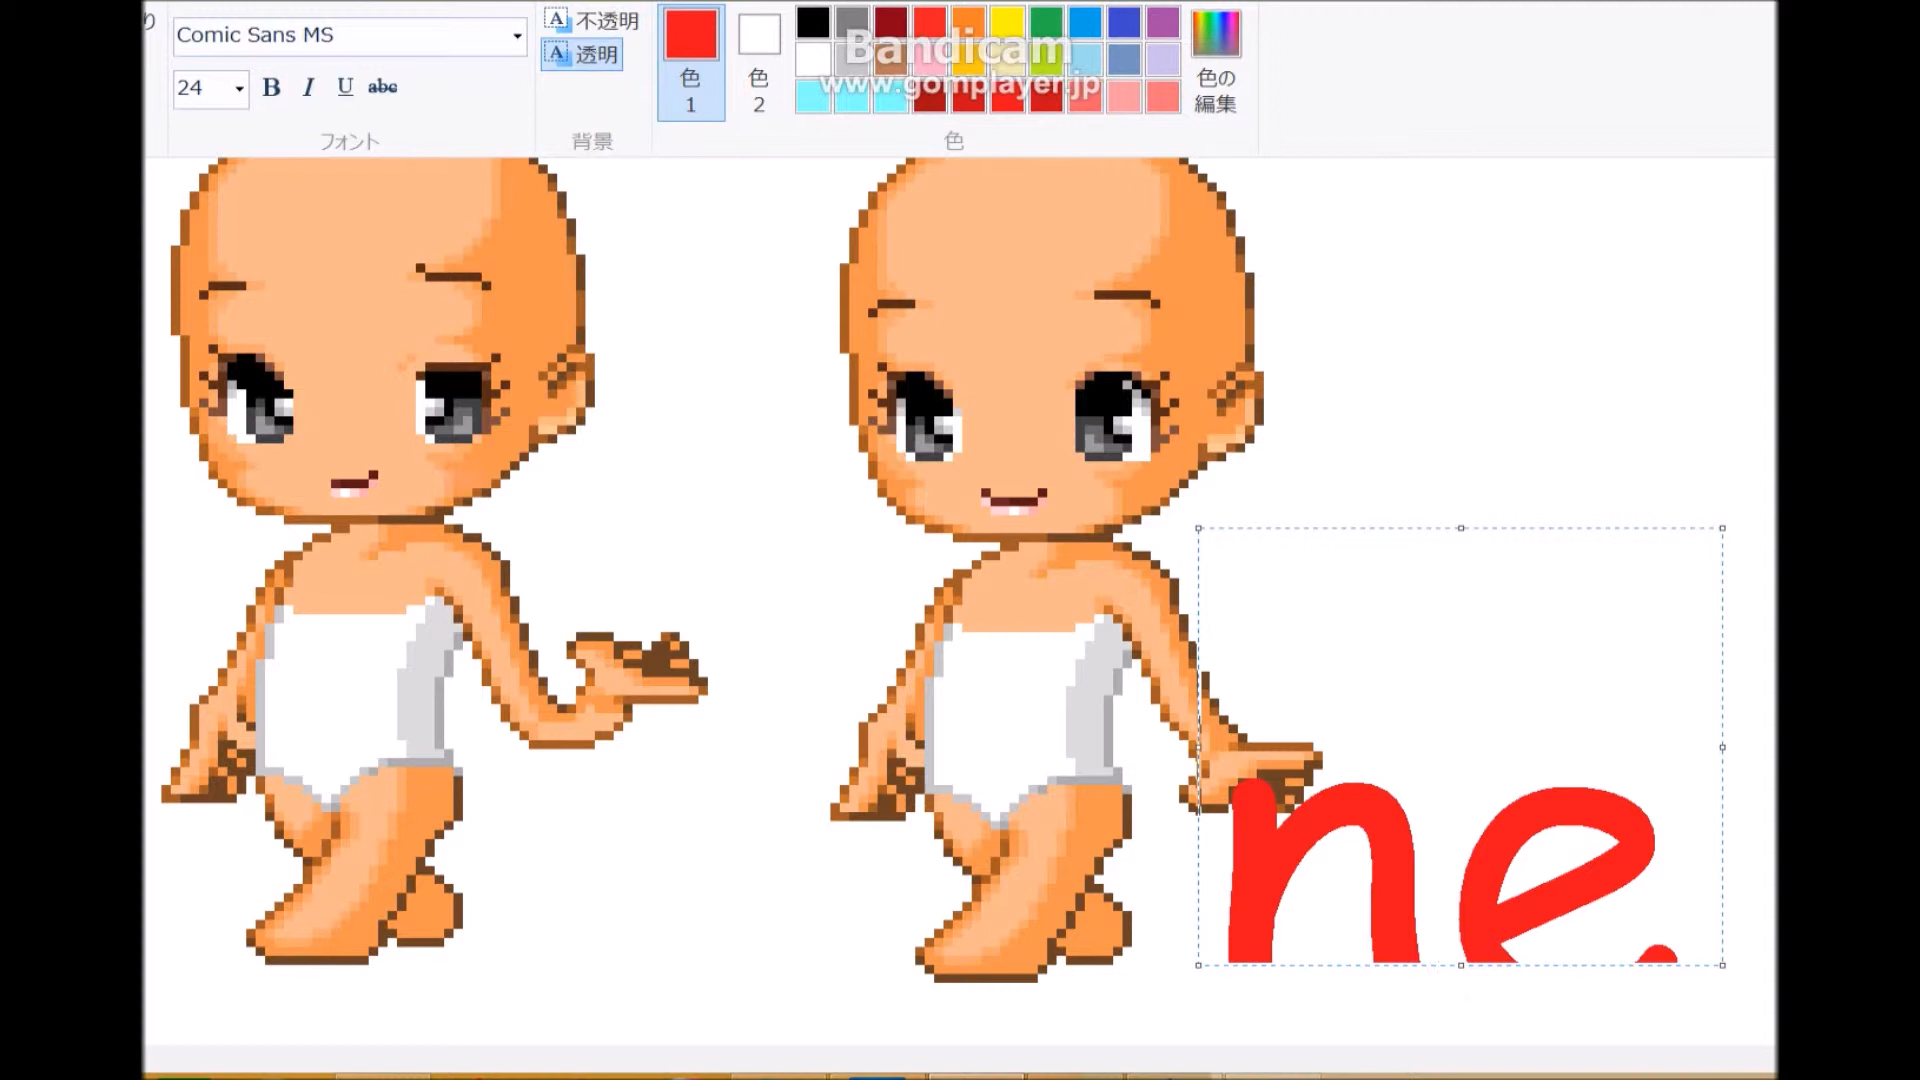 り
Comic Sans MS
24
B I U abc
フォント
A 不透明
A 透明
背景
色
1
色
2
色
色の
編集
Bandicam
www.gomplayer.jp
ne.